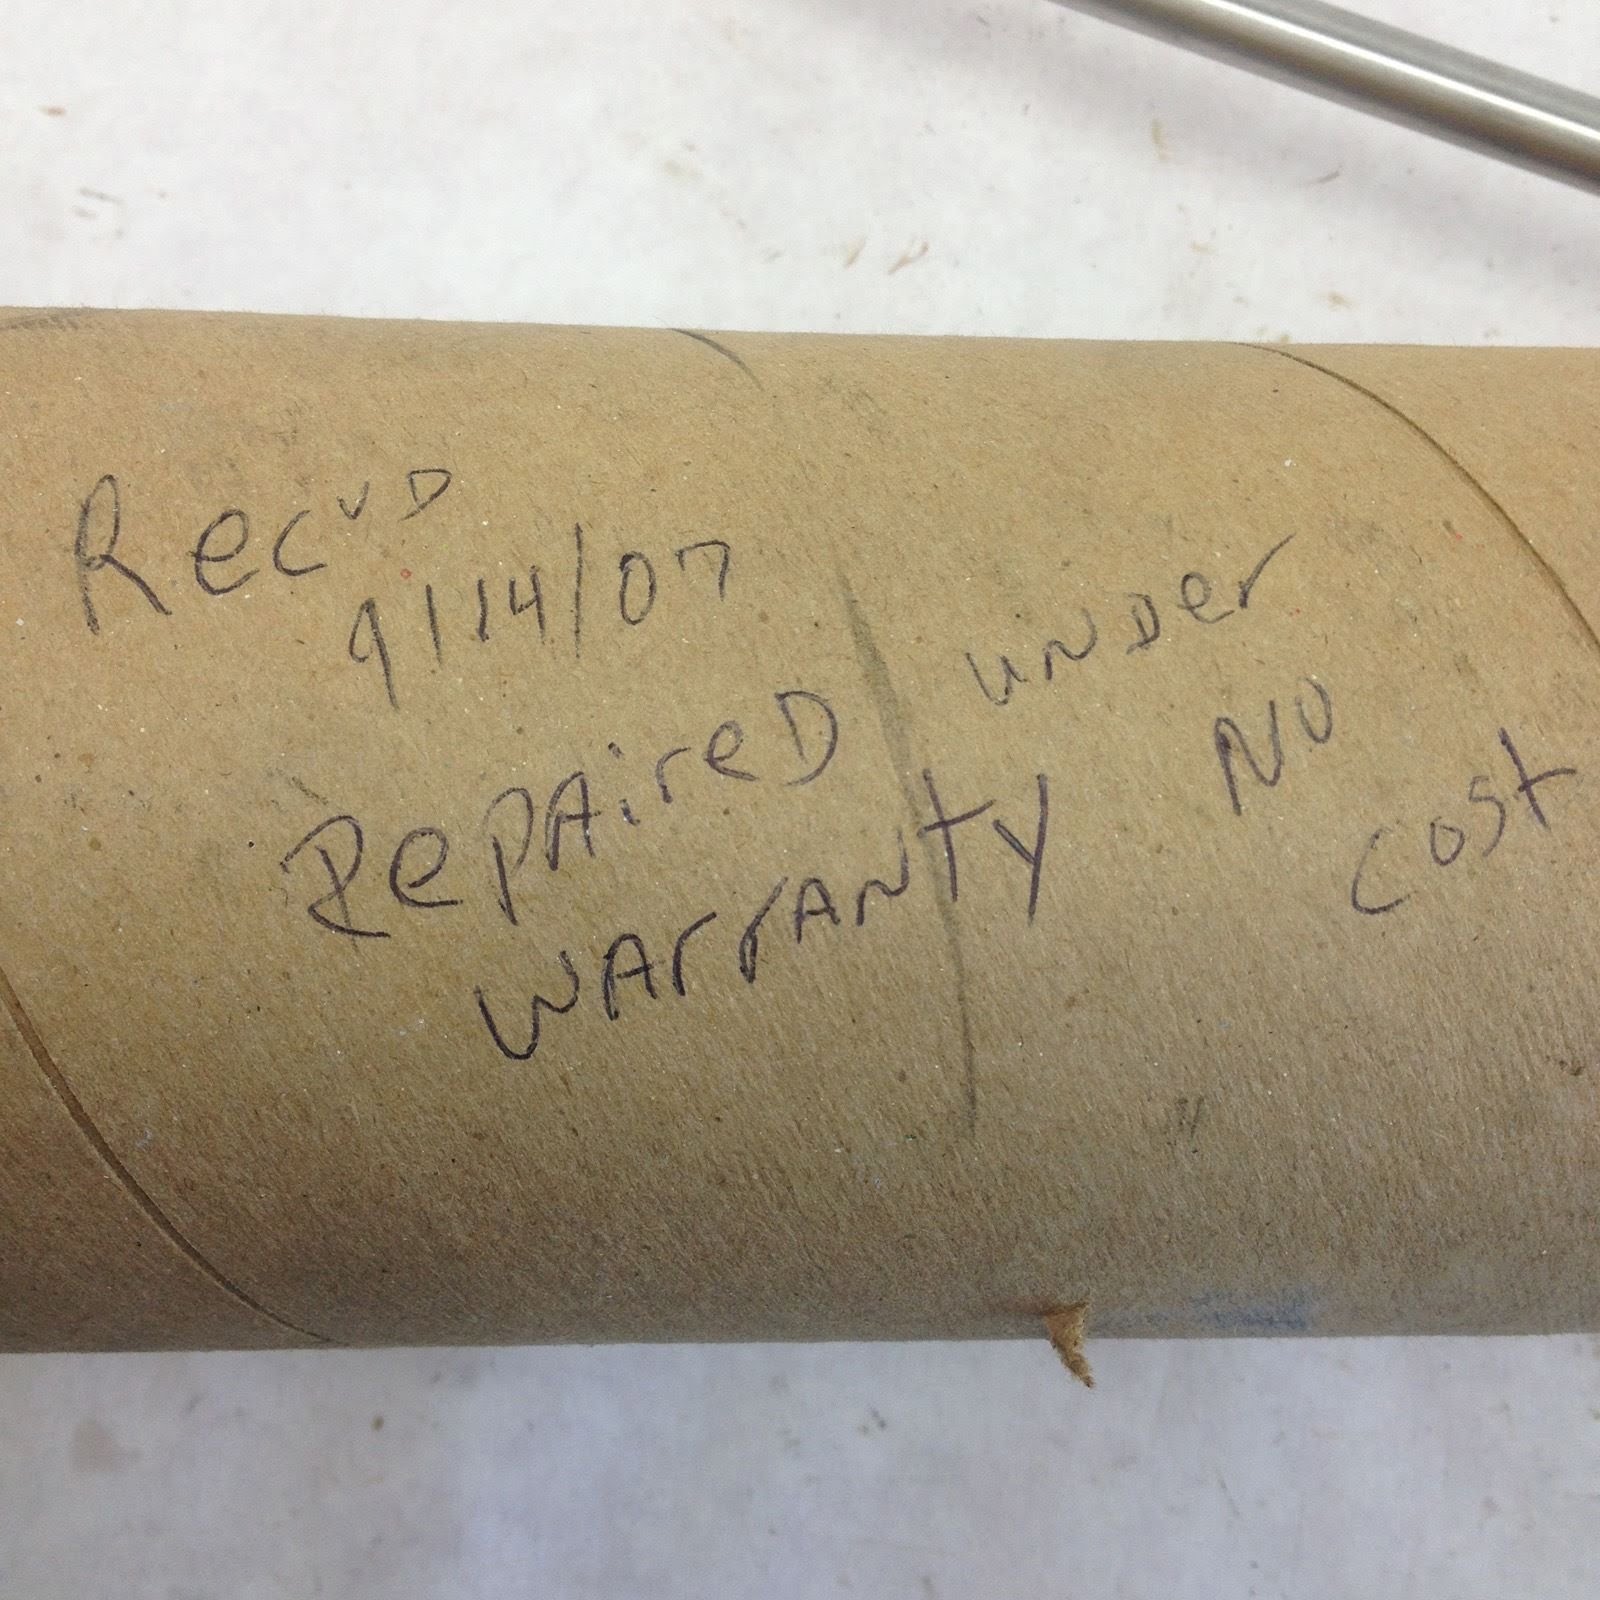 Recvd
9/14/07
Repaired under
warranty No
cost